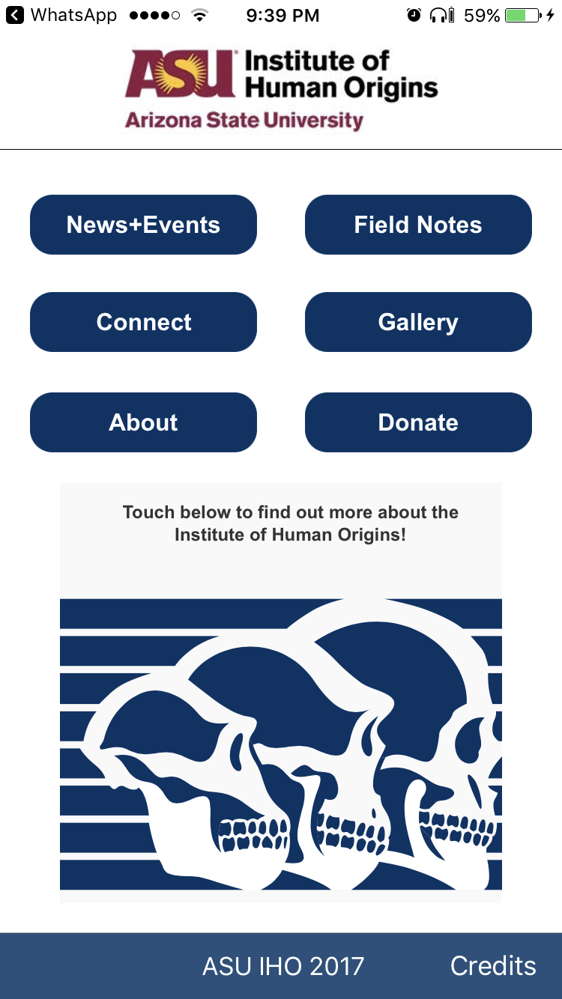 WhatsApp 9:39 PM 59%
ASU Institute of
Human Origins
Arizona State University
News+Events Field Notes
Connect Gallery
About Donate
Touch below to find out more about the
Institute of Human Origins!
ASU IHO 2017 Credits